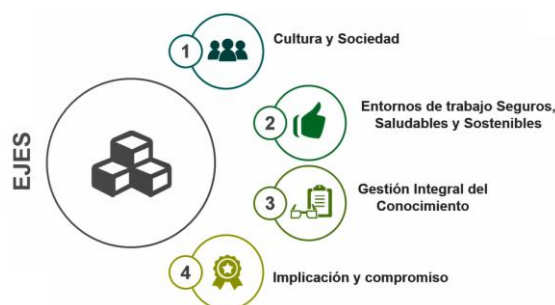 EJES
1
Cultura y Sociedad
2
Entornos de trabajo Seguros,
Saludables y Sostenibles
3
Gestión Integral del
Conocimiento
4
Implicación y compromiso